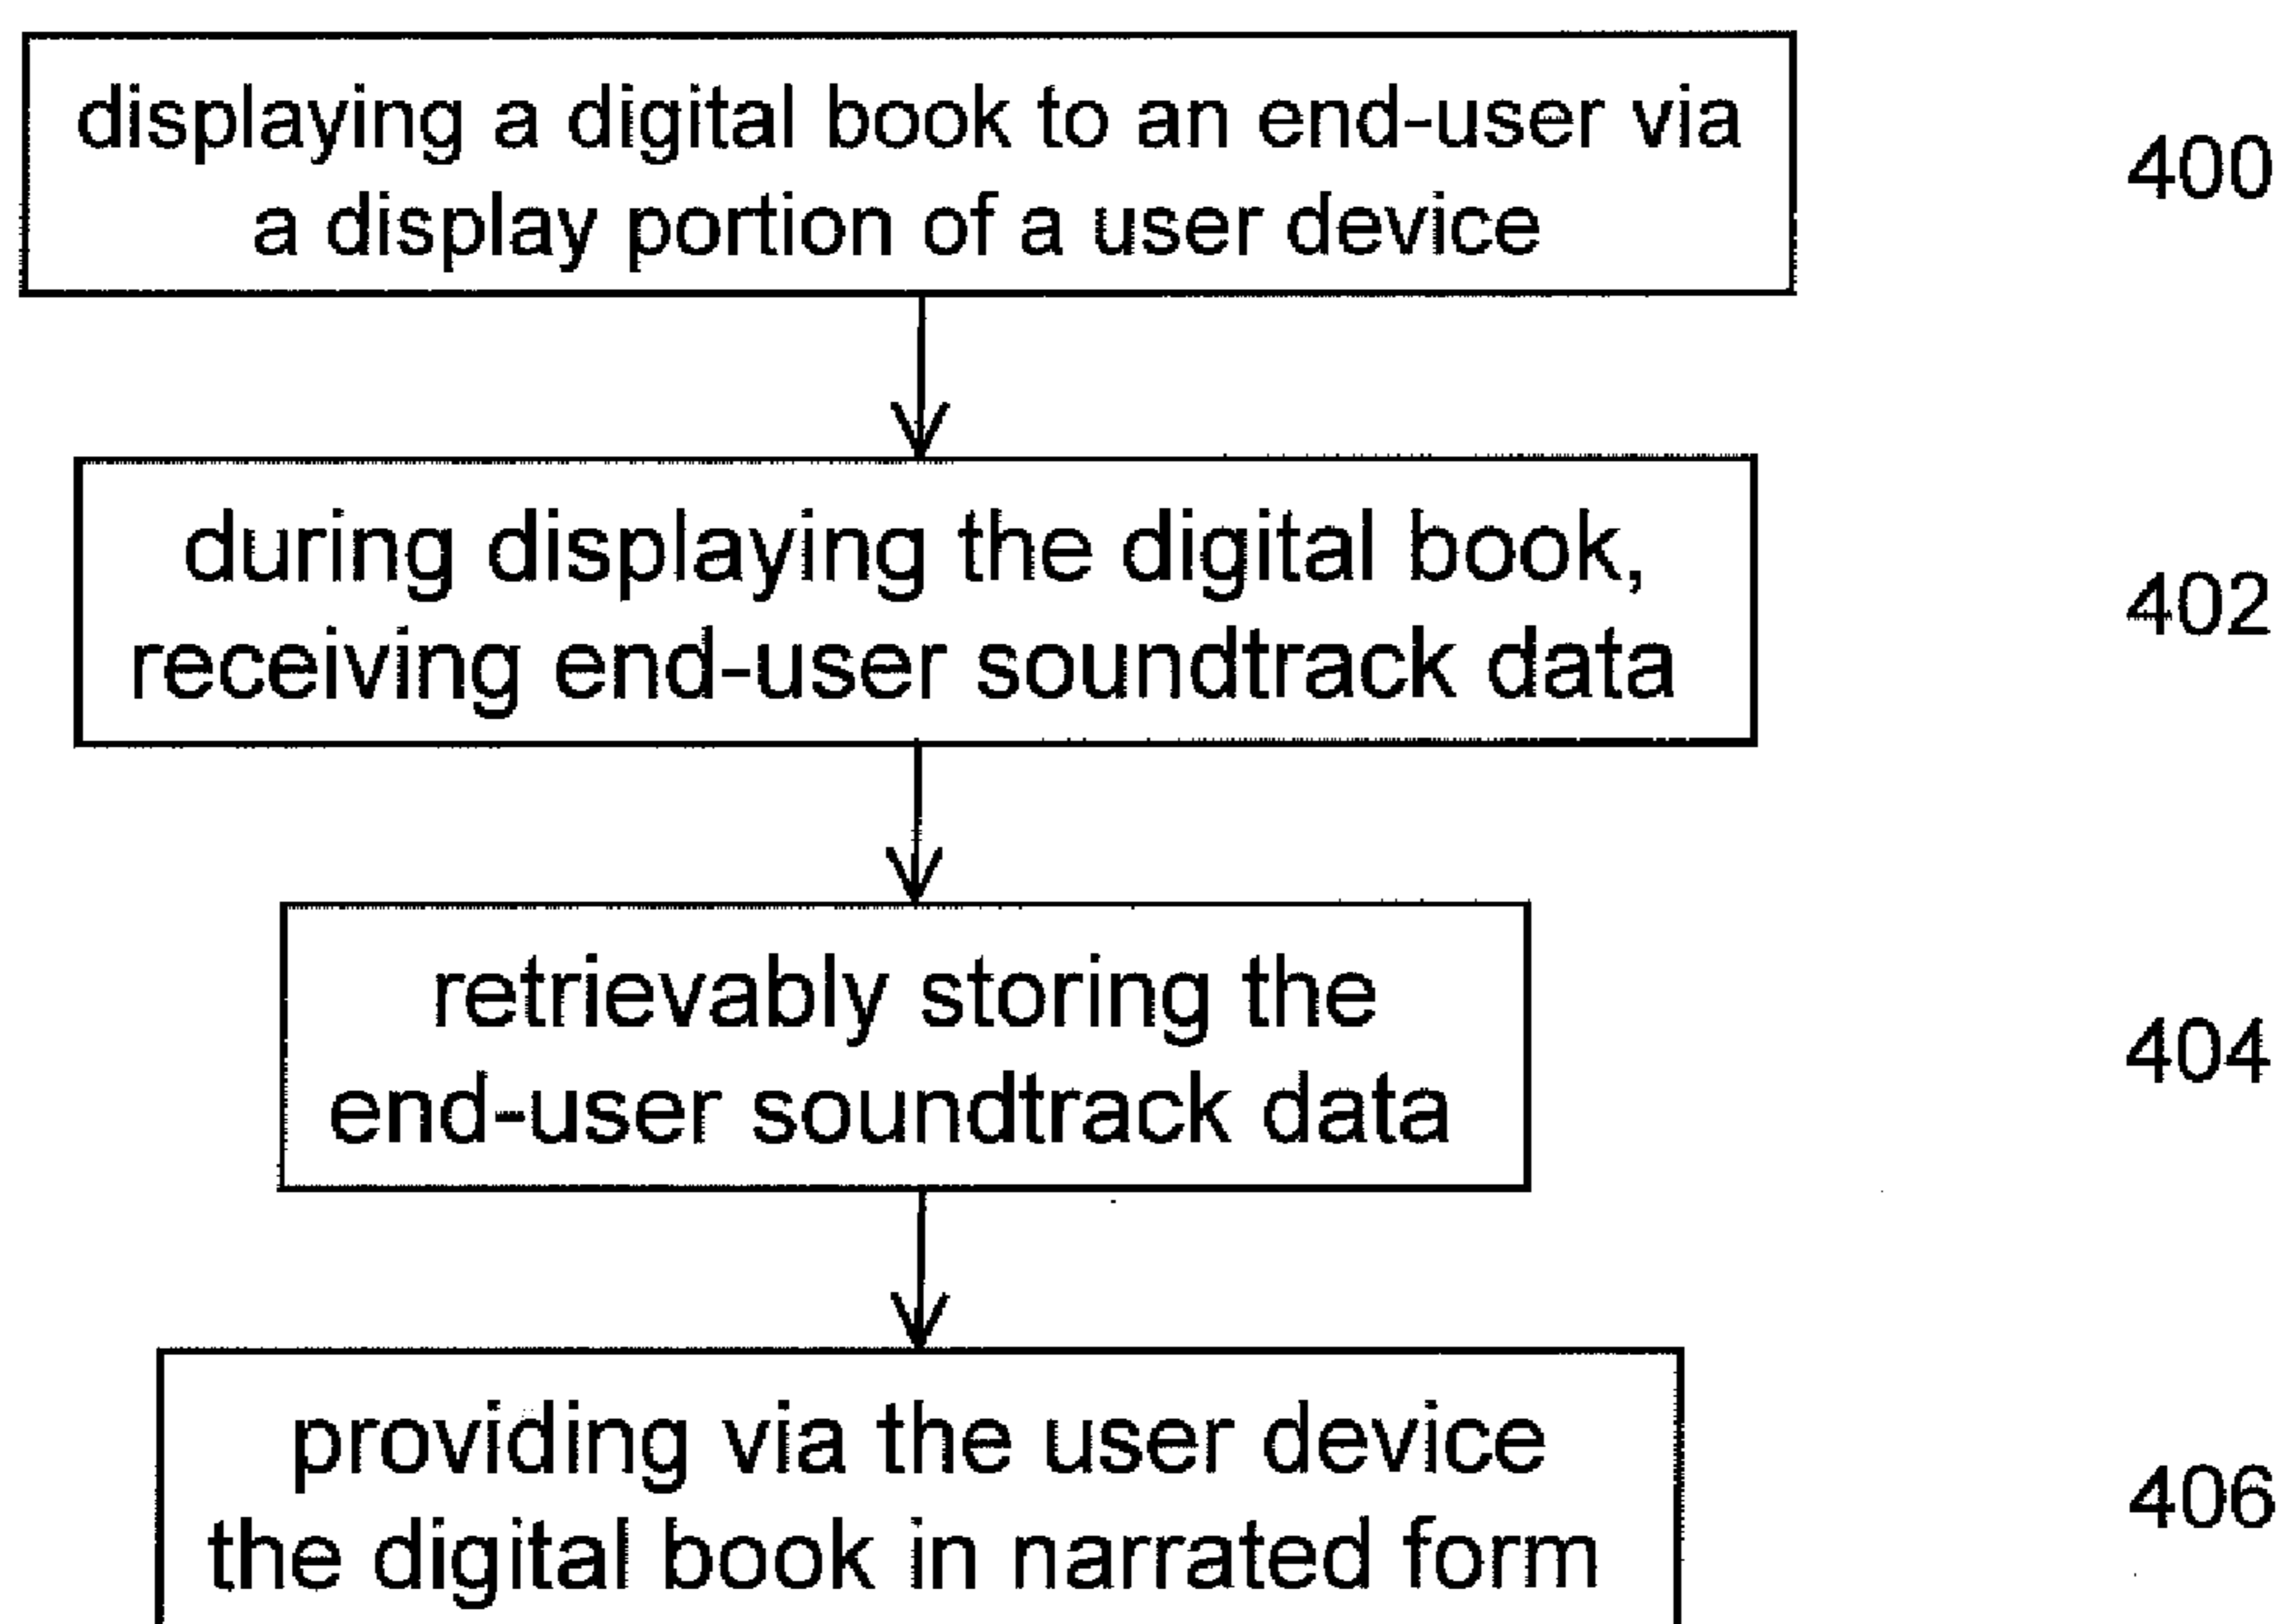 displaying a digital book to an end-user via
a display portion of a user device
400
during displaying the digital book,
receiving end-user soundtrack data
402
retrievably storing the
end-user soundtrack data
404
providing via the user device
the digital book in narrated form
406